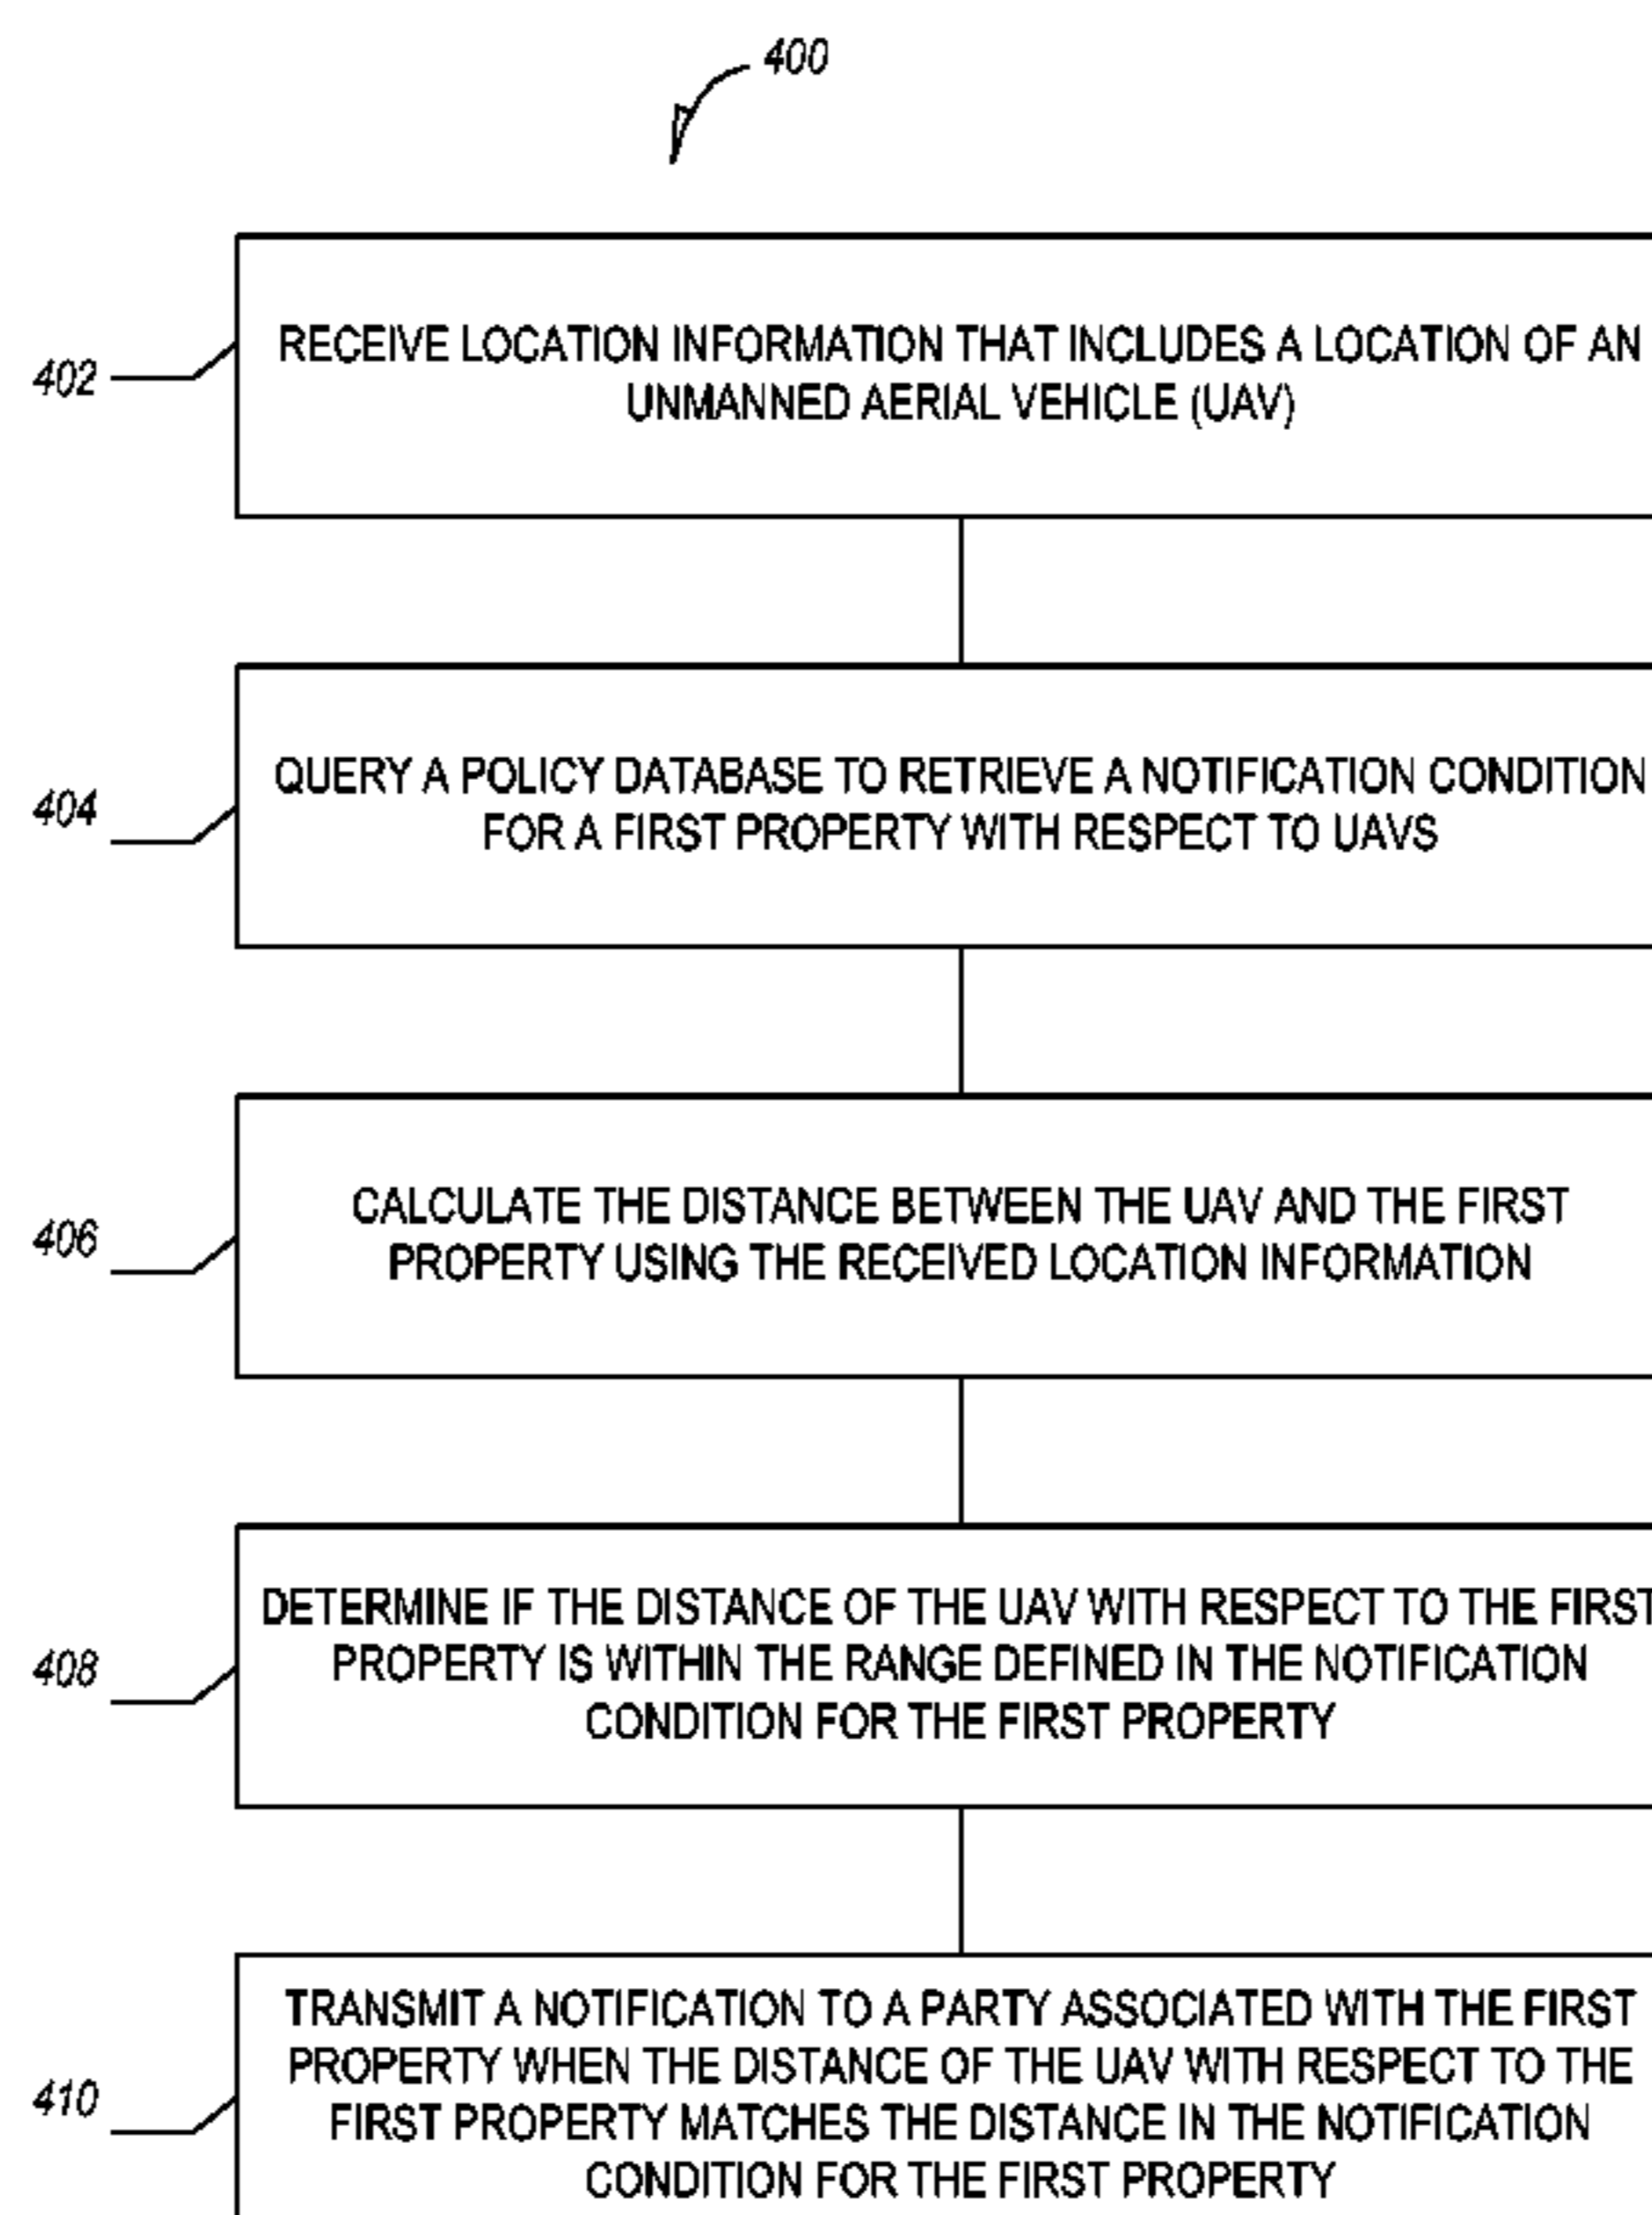 400
402
RECEIVE LOCATION INFORMATION THAT INCLUDES A LOCATION OF AN
UNMANNED AERIAL VEHICLE (UAV)
404
QUERY A POLICY DATABASE TO RETRIEVE A NOTIFICATION CONDITION
FOR A FIRST PROPERTY WITH RESPECT TO UAVS
406
CALCULATE THE DISTANCE BETWEEN THE UAV AND THE FIRST
PROPERTY USING THE RECEIVED LOCATION INFORMATION
408
DETERMINE IF THE DISTANCE OF THE UAV WITH RESPECT TO THE FIRST
PROPERTY IS WITHIN THE RANGE DEFINED IN THE NOTIFICATION
CONDITION FOR THE FIRST PROPERTY
410
TRANSMIT A NOTIFICATION TO A PARTY ASSOCIATED WITH THE FIRST
PROPERTY WHEN THE DISTANCE OF THE UAV WITH RESPECT TO THE
FIRST PROPERTY MATCHES THE DISTANCE IN THE NOTIFICATION
CONDITION FOR THE FIRST PROPERTY